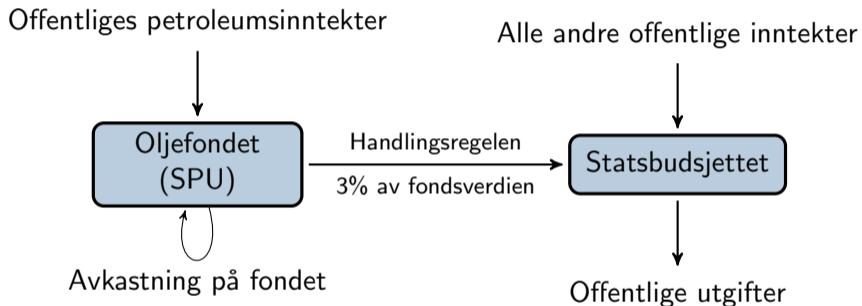 Offentliges petroleumsinntekter
Alle andre offentlige inntekter
Oljefondet
(SPU)
Handlingsregelen
3% av fondsverdien
Statsbudsjettet
Avkastning på fondet
Offentlige utgifter